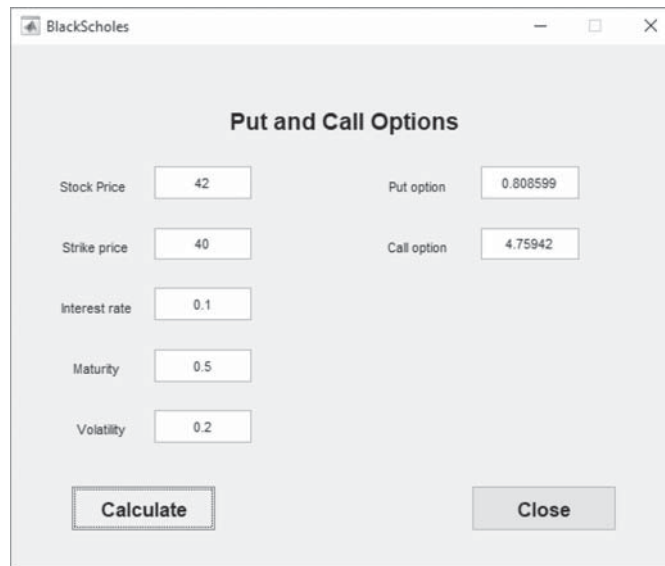 BlackScholes
Put and Call Options
Stock Price 42 Put option 0.808599
Strike price 40 Call option 4.75942
Interest rate 0.1
Maturity 0.5
Volatility 0.2
Calculate Close